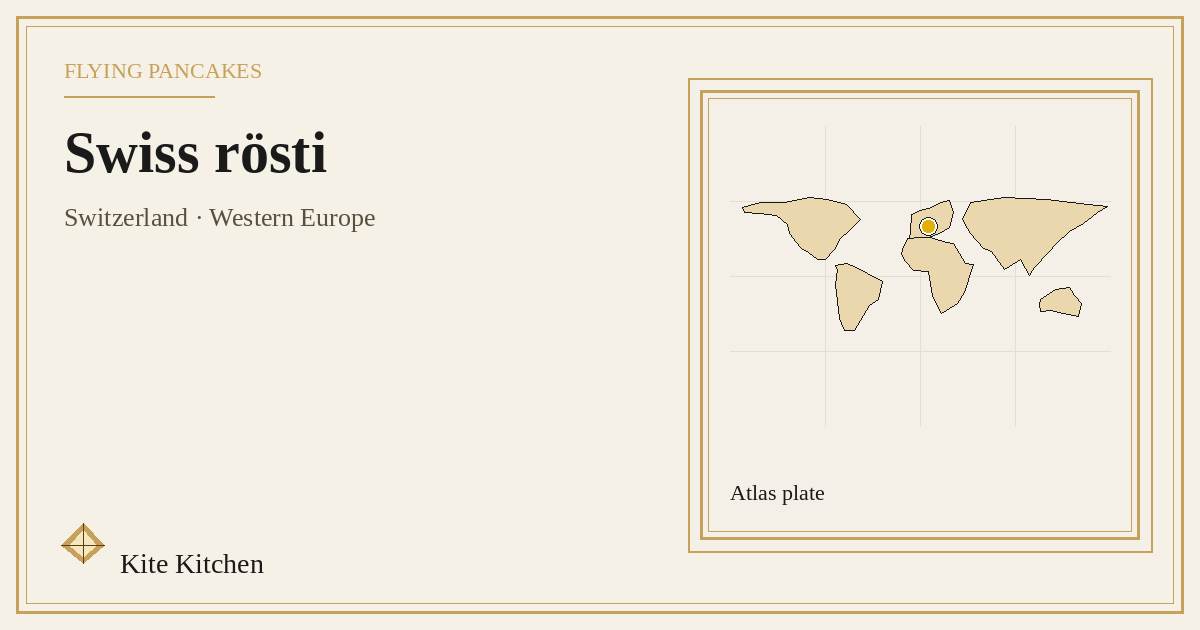 FLYING PANCAKES
Swiss rösti
Switzerland · Western Europe
Atlas plate
Kite Kitchen